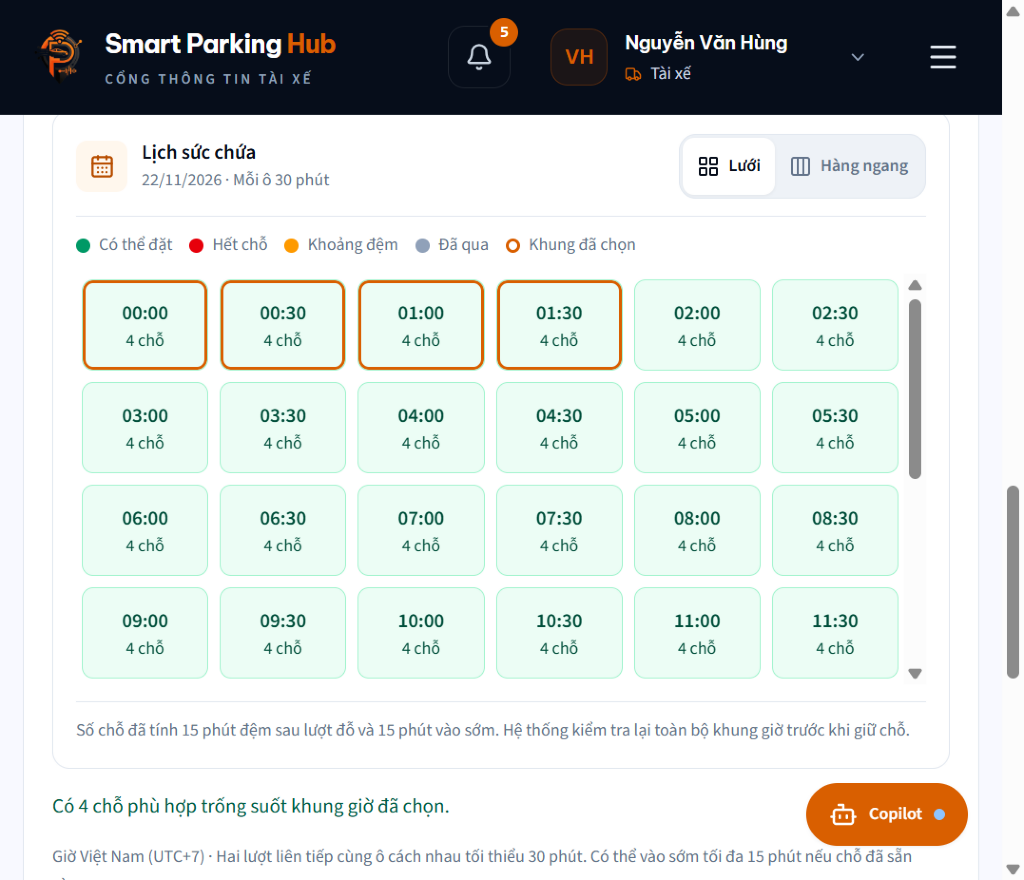 Smart Parking Hub
CỔNG THÔNG TIN TÀI XẾ
5
VH
Nguyễn Văn Hùng
Tài xế
Lịch sức chứa
22/11/2026 · Mỗi ô 30 phút
Lưới
Hàng ngang
Có thể đặt
Hết chỗ
Khoảng đệm
Đã qua
Khung đã chọn
00:00 00:30 01:00 01:30 02:00 02:30
4 chỗ 4 chỗ 4 chỗ 4 chỗ 4 chỗ 4 chỗ
03:00 03:30 04:00 04:30 05:00 05:30
4 chỗ 4 chỗ 4 chỗ 4 chỗ 4 chỗ 4 chỗ
06:00 06:30 07:00 07:30 08:00 08:30
4 chỗ 4 chỗ 4 chỗ 4 chỗ 4 chỗ 4 chỗ
09:00 09:30 10:00 10:30 11:00 11:30
4 chỗ 4 chỗ 4 chỗ 4 chỗ 4 chỗ 4 chỗ
Số chỗ đã tính 15 phút đệm sau lượt đỗ và 15 phút vào sớm. Hệ thống kiểm tra lại toàn bộ khung giờ trước khi giữ chỗ.
Có 4 chỗ phù hợp trống suốt khung giờ đã chọn.
Copilot
Giờ Việt Nam (UTC+7) · Hai lượt liên tiếp cùng ô cách nhau tối thiểu 30 phút. Có thể vào sớm tối đa 15 phút nếu chỗ đã sẵn